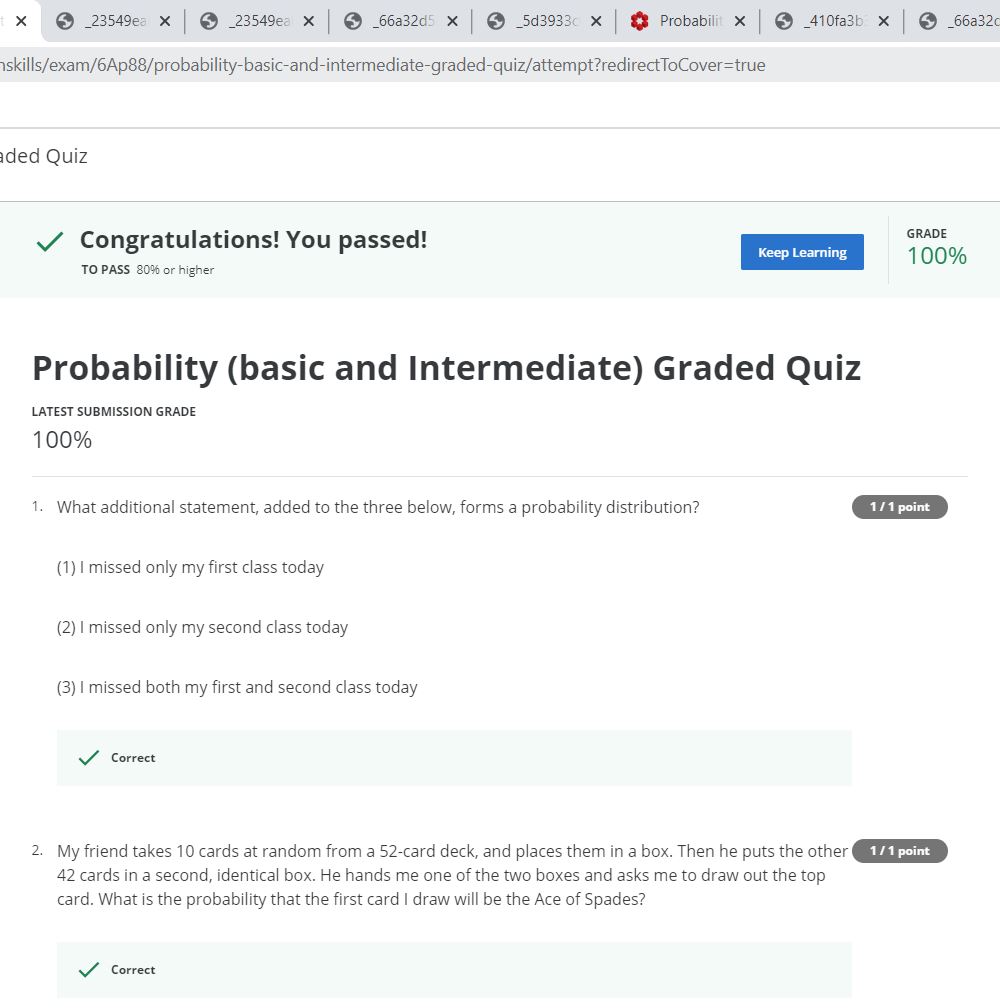 _23549ea
_23549ea
_66a32d5
_5d3933c
Probabilit
_410fa3b
_66a32c
nskills/exam/6Ap88/probability-basic-and-intermediate-graded-quiz/attempt?redirectToCover=true
aded Quiz
Congratulations! You passed!
TO PASS 80% or higher
Keep Learning
GRADE
100%
Probability (basic and Intermediate) Graded Quiz
LATEST SUBMISSION GRADE
100%
1. What additional statement, added to the three below, forms a probability distribution?
1 / 1 point
(1) I missed only my first class today
(2) I missed only my second class today
(3) I missed both my first and second class today
Correct
2. My friend takes 10 cards at random from a 52-card deck, and places them in a box. Then he puts the other
1 / 1 point
42 cards in a second, identical box. He hands me one of the two boxes and asks me to draw out the top
card. What is the probability that the first card I draw will be the Ace of Spades?
Correct